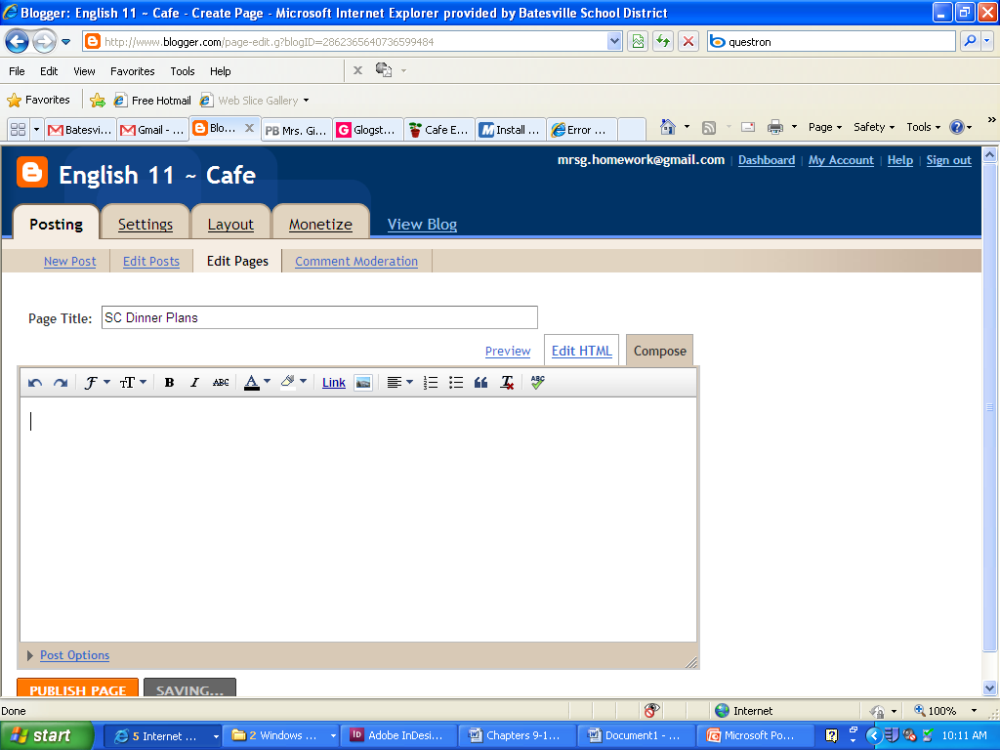 Blogger: English 11 ~ Cafe - Create Page - Microsoft Internet Explorer provided by Batesville School District
http://www.blogger.com/page-edit.g?blogID=2862365640736599484
questron
File Edit View Favorites Tools Help
X
Favorites Free Hotmail Web Slice Gallery
Batesvi... Gmail - ... Bloo... X PB Mrs. Gi... G Glogst... Cafe E... M Install ... Error ... Page Safety Tools »
mrsg.homework@gmail.com | Dashboard | My Account | Help | Sign out
English 11 ~ Cafe
Posting Settings Layout Monetize View Blog
New Post Edit Posts Edit Pages Comment Moderation
Page Title: SC Dinner Plans
Preview Edit HTML Compose
F TT B I ABC A Link T ABC
Post Options
PUBLISH PAGE SAVING...
Done Internet 100%
start 5 Internet ... 2 Windows ... Adobe InDesi... Chapters 9-1... Document1 - ... Microsoft Po... 10:11 AM